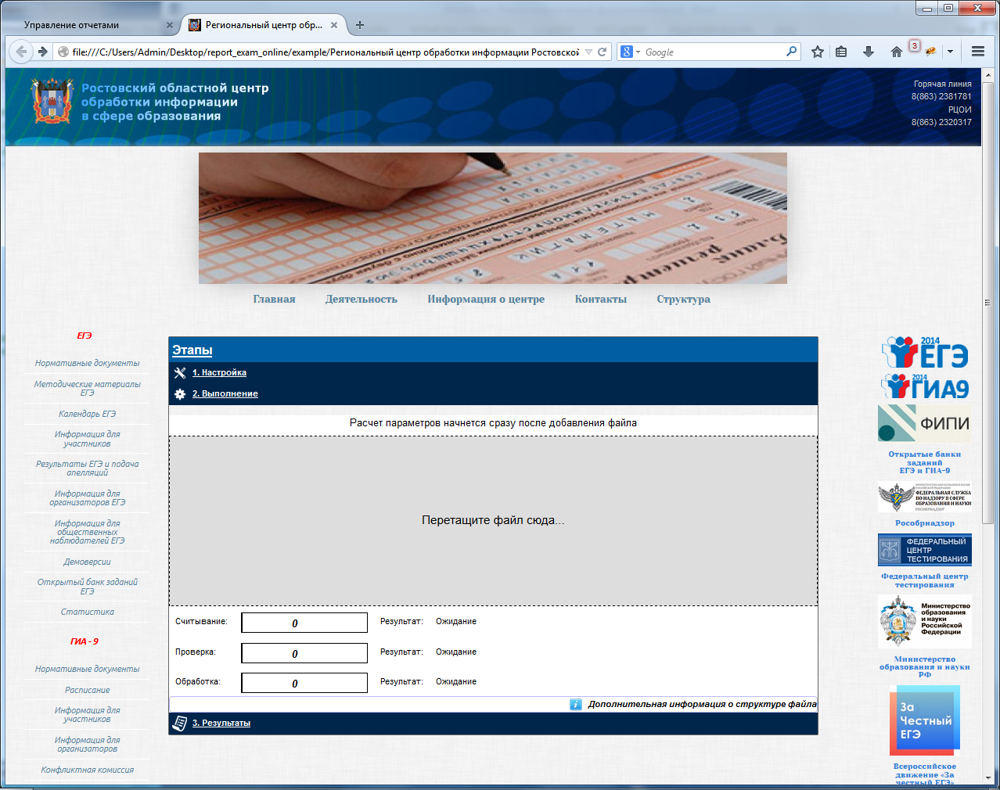 Управление отчетами
Региональный центр обр...
file:///C:/Users/Admin/Desktop/report_exam_online/example/Региональный центр обработки информации Ростовской
Google
3
Ростовский областной центр
обработки информации
в сфере образования
Горячая линия
8(863) 2381781
РЦОИ
8(863) 2320317
Главная
Деятельность
Информация о центре
Контакты
Структура
ЕГЭ
Нормативные документы
Методические материалы
ЕГЭ
Календарь ЕГЭ
Информация для
участников
Результаты ЕГЭ и подача
апелляций
Информация для
организаторов ЕГЭ
Информация для
общественных
наблюдателей ЕГЭ
Демоверсии
Открытый банк заданий
ЕГЭ
Статистика
ГИА - 9
Нормативные документы
Расписание
Информация для
участников
Информация для
организаторов
Конфликтная комиссия
Этапы
1. Настройка
2. Выполнение
Расчет параметров начнется сразу после добавления файла
Перетащите файл сюда...
Считывание:
0
Результат:
Ожидание
Проверка:
0
Результат:
Ожидание
Обработка:
0
Результат:
Ожидание
Дополнительная информация о структуре файла
3. Результаты
2014
ЕГЭ
2014
ГИА9
ФИПИ
Открытые банки
заданий
ЕГЭ и ГИА-9
ФЕДЕРАЛЬНАЯ СЛУЖБА
ПО НАДЗОРУ В СФЕРЕ
ОБРАЗОВАНИЯ И НАУКИ
РОСОБРНАДЗОР
Рособрнадзор
ФЕДЕРАЛЬНЫЙ
ЦЕНТР
ТЕСТИРОВАНИЯ
Федеральный центр
тестирования
Министерство
образования
и науки
Российской
Федерации
Министерство
образования и науки
РФ
За
Честный
ЕГЭ
Всероссийское
движение «За
честный ЕГЭ»